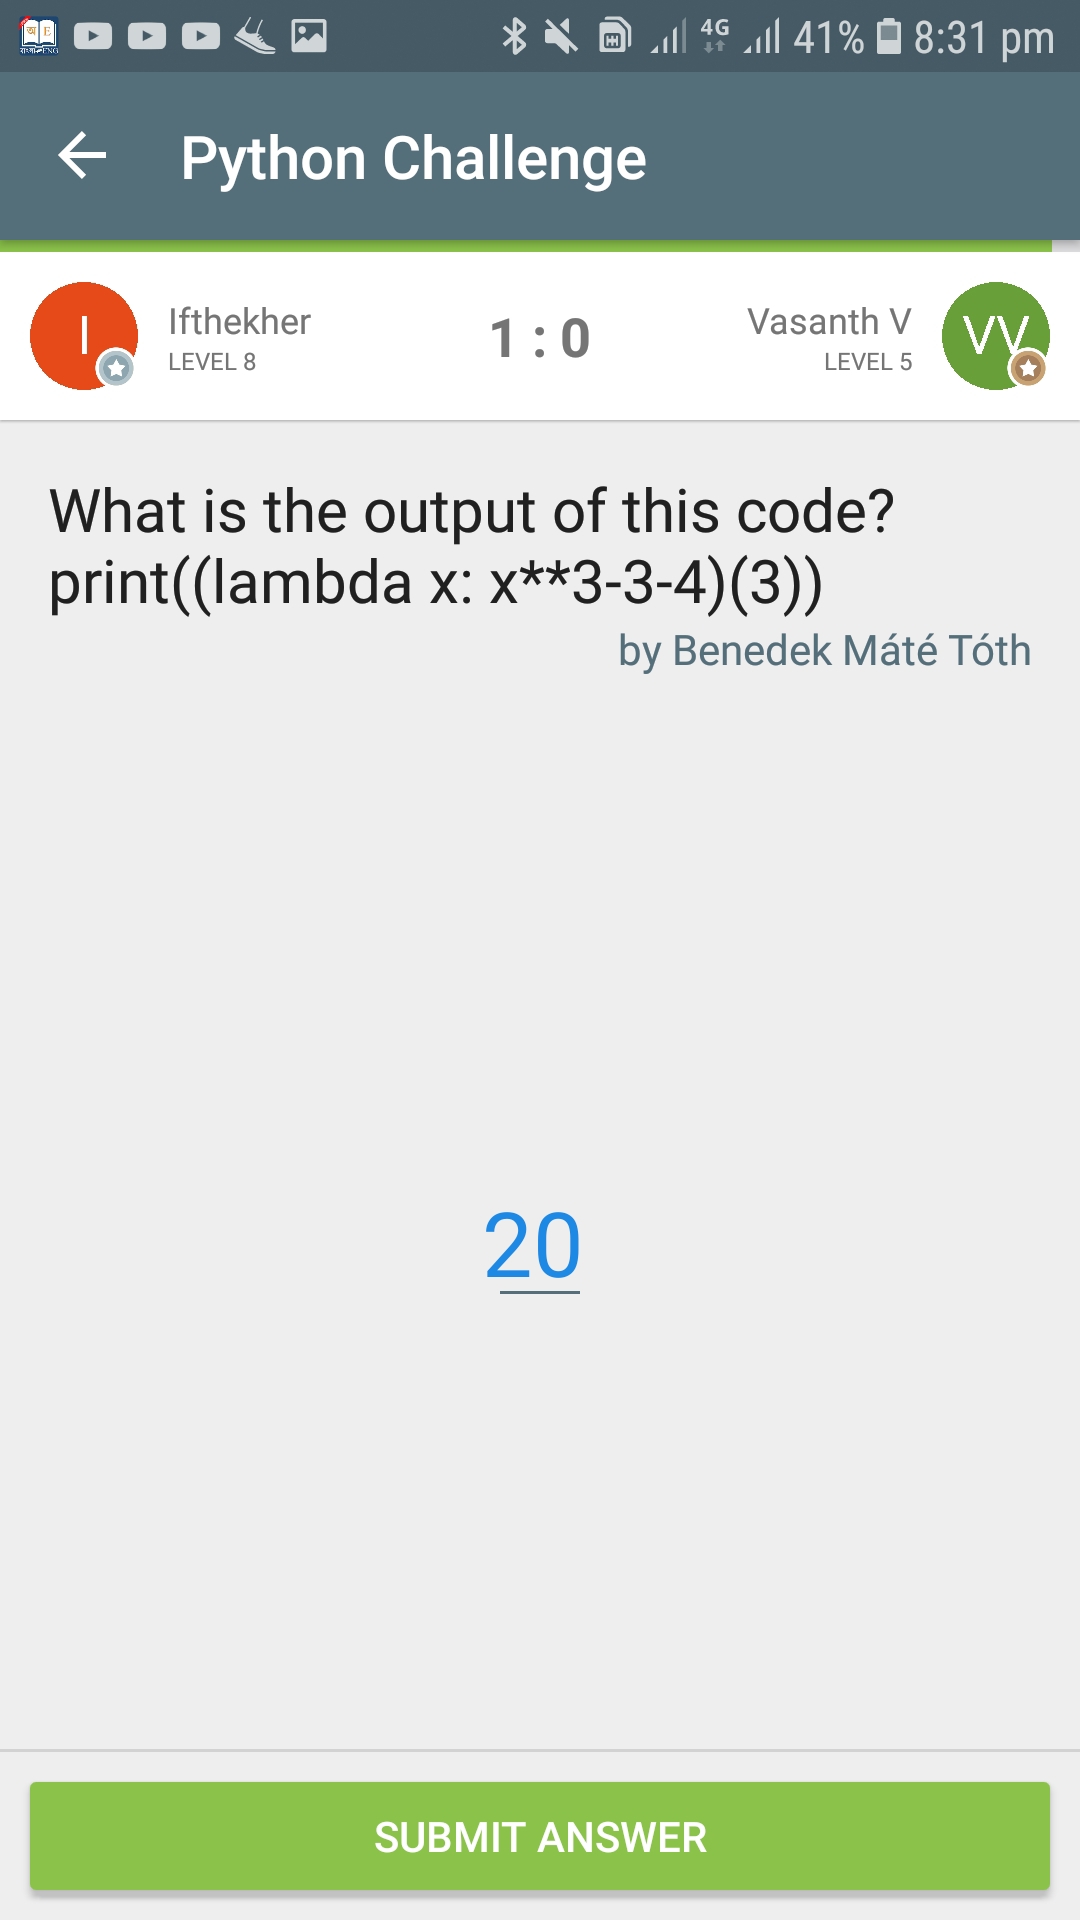 4G 41% 8:31 pm
Python Challenge
I Ifthekher 1 : 0 Vasanth V VV
LEVEL 8 LEVEL 5
What is the output of this code?
print((lambda x: x**3-3-4)(3))
by Benedek Máté Tóth
20
SUBMIT ANSWER